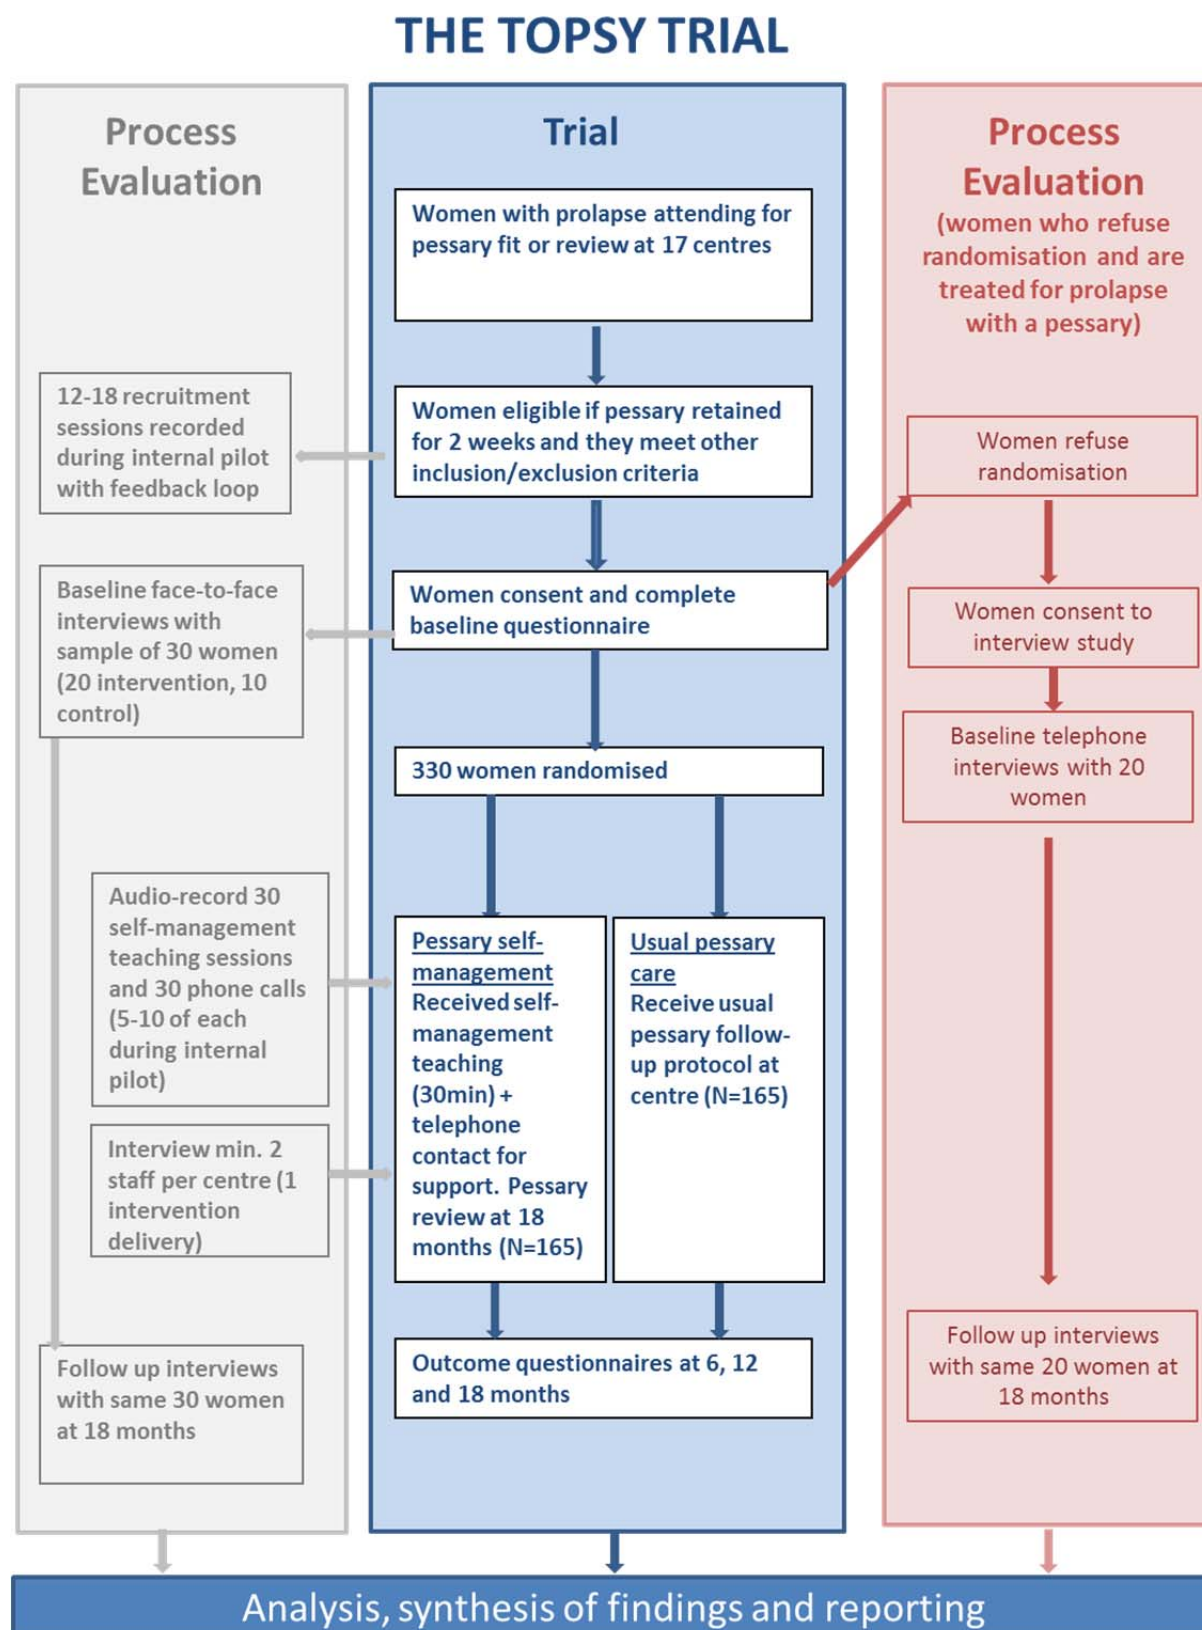 THE TOPSY TRIAL
Process
Evaluation
12-18 recruitment
sessions recorded
during internal pilot
with feedback loop
Baseline face-to-face
interviews with
sample of 30 women
(20 intervention, 10
control)
Audio-record 30
self-management
teaching sessions
and 30 phone calls
(5-10 of each
during internal
pilot)
Interview min. 2
staff per centre (1
intervention
delivery)
Follow up interviews
with same 30 women
at 18 months
Trial
Women with prolapse attending for
pessary fit or review at 17 centres
Women eligible if pessary retained
for 2 weeks and they meet other
inclusion/exclusion criteria
Women consent and complete
baseline questionnaire
330 women randomised
Pessary self-
management
Received self-
management
teaching
(30min) +
telephone
contact for
support. Pessary
review at 18
months (N=165)
Usual pessary
care
Receive usual
pessary follow-
up protocol at
centre (N=165)
Outcome questionnaires at 6, 12
and 18 months
Process
Evaluation
(women who refuse
randomisation and are
treated for prolapse
with a pessary)
Women refuse
randomisation
Women consent to
interview study
Baseline telephone
interviews with 20
women
Follow up interviews
with same 20 women at
18 months
Analysis, synthesis of findings and reporting